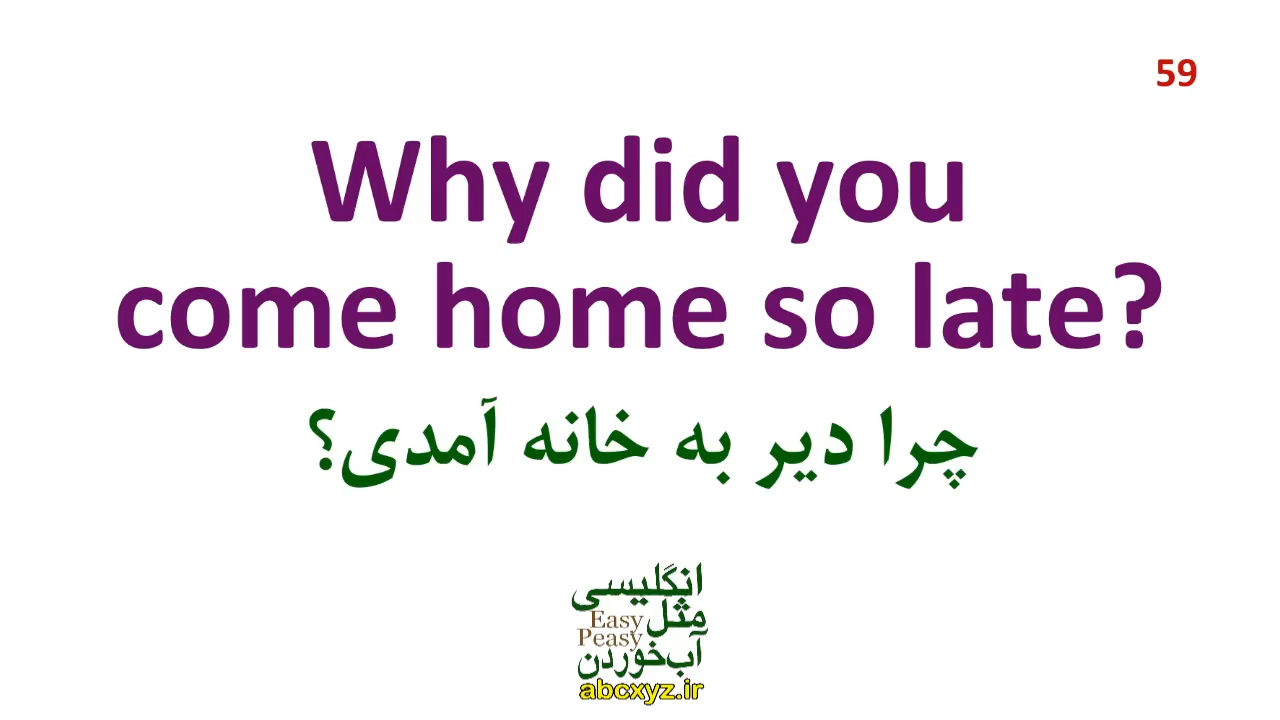 59
Why did you
come home so late?
چرا دیر به خانه آمدی؟
انگلیسی
مثل
Easy
Peasy
آب‌خوردن
abcxyz.ir